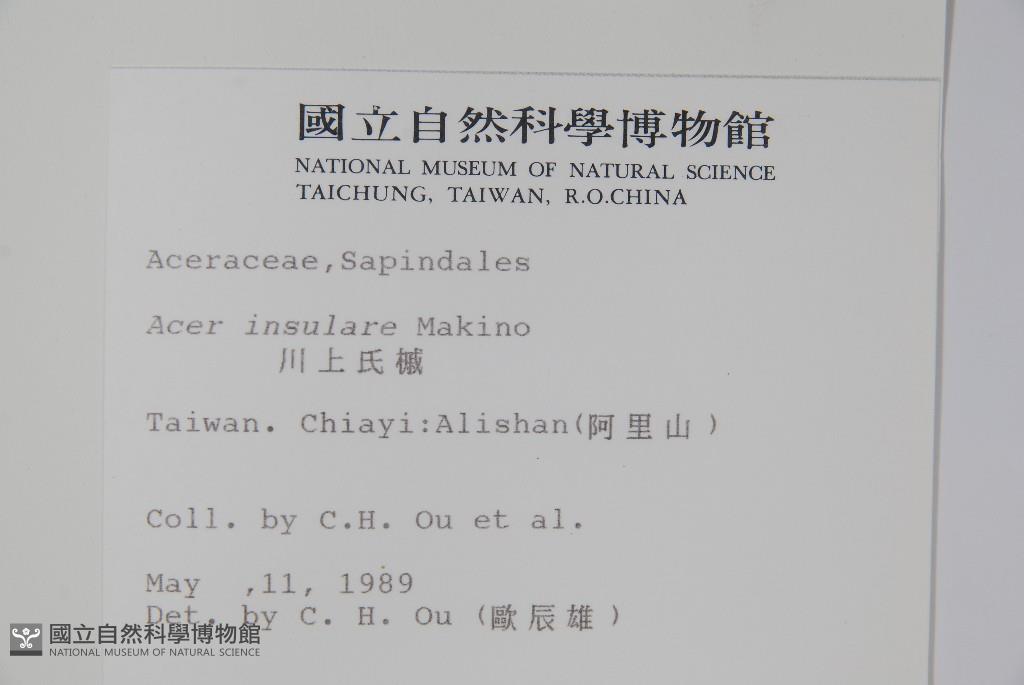 國立自然科學博物館
NATIONAL MUSEUM OF NATURAL SCIENCE
TAICHUNG, TAIWAN, R.O.CHINA
Aceraceae,Sapindales
Acer insulare Makino
川上氏槭
Taiwan. Chiayi:Alishan(阿里山)
Coll. by C.H. Ou et al.
May ,11, 1989
Det. by C. H. Ou (歐辰雄)
國立自然科學博物館
NATIONAL MUSEUM OF NATURAL SCIENCE